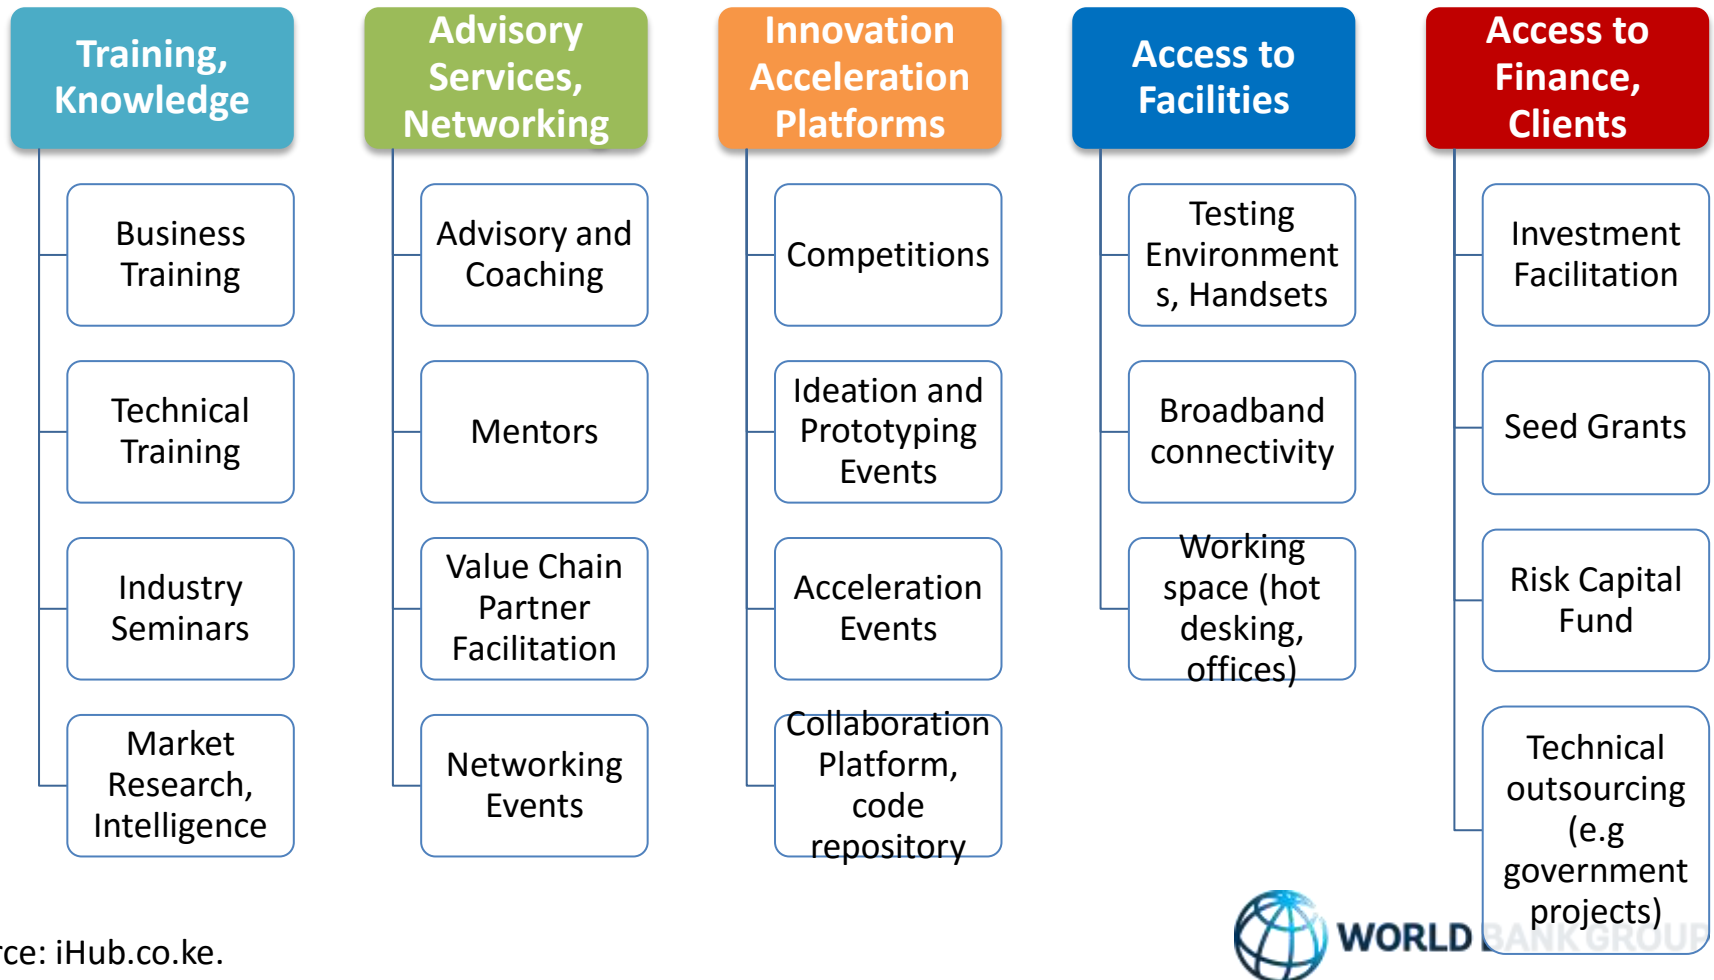 Training,
Knowledge
Business
Training
Technical
Training
Industry
Seminars
Market
Research,
Intelligence
Advisory
Services,
Networking
Advisory and
Coaching
Mentors
Value Chain
Partner
Facilitation
Networking
Events
Innovation
Acceleration
Platforms
Competitions
Ideation and
Prototyping
Events
Acceleration
Events
Collaboration
Platform,
code
repository
Access to
Facilities
Testing
Environment
s, Handsets
Broadband
connectivity
Working
space (hot
desking,
offices)
Access to
Finance,
Clients
Investment
Facilitation
Seed Grants
Risk Capital
Fund
Technical
outsourcing
(e.g
government
projects)
rce: iHub.co.ke.
WORLD BANK GROUP